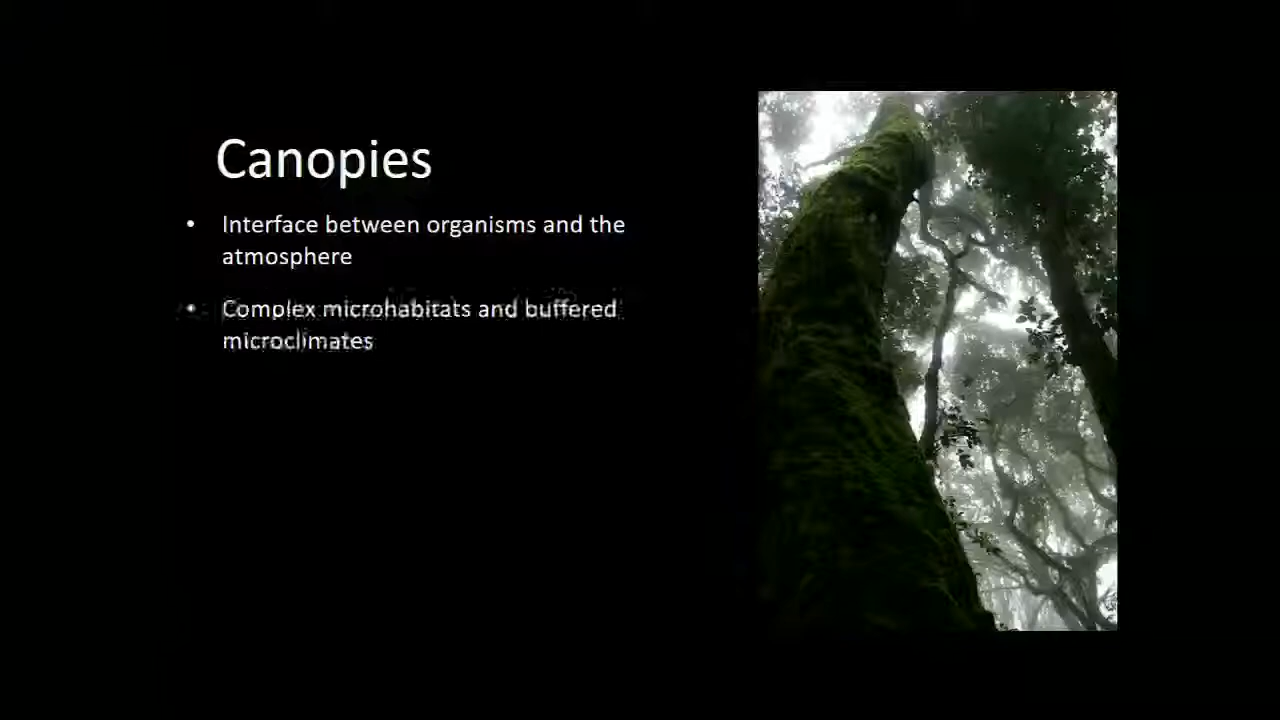 Canopies
• Interface between organisms and the
atmosphere
• Complex microhabitats and buffered
microclimates